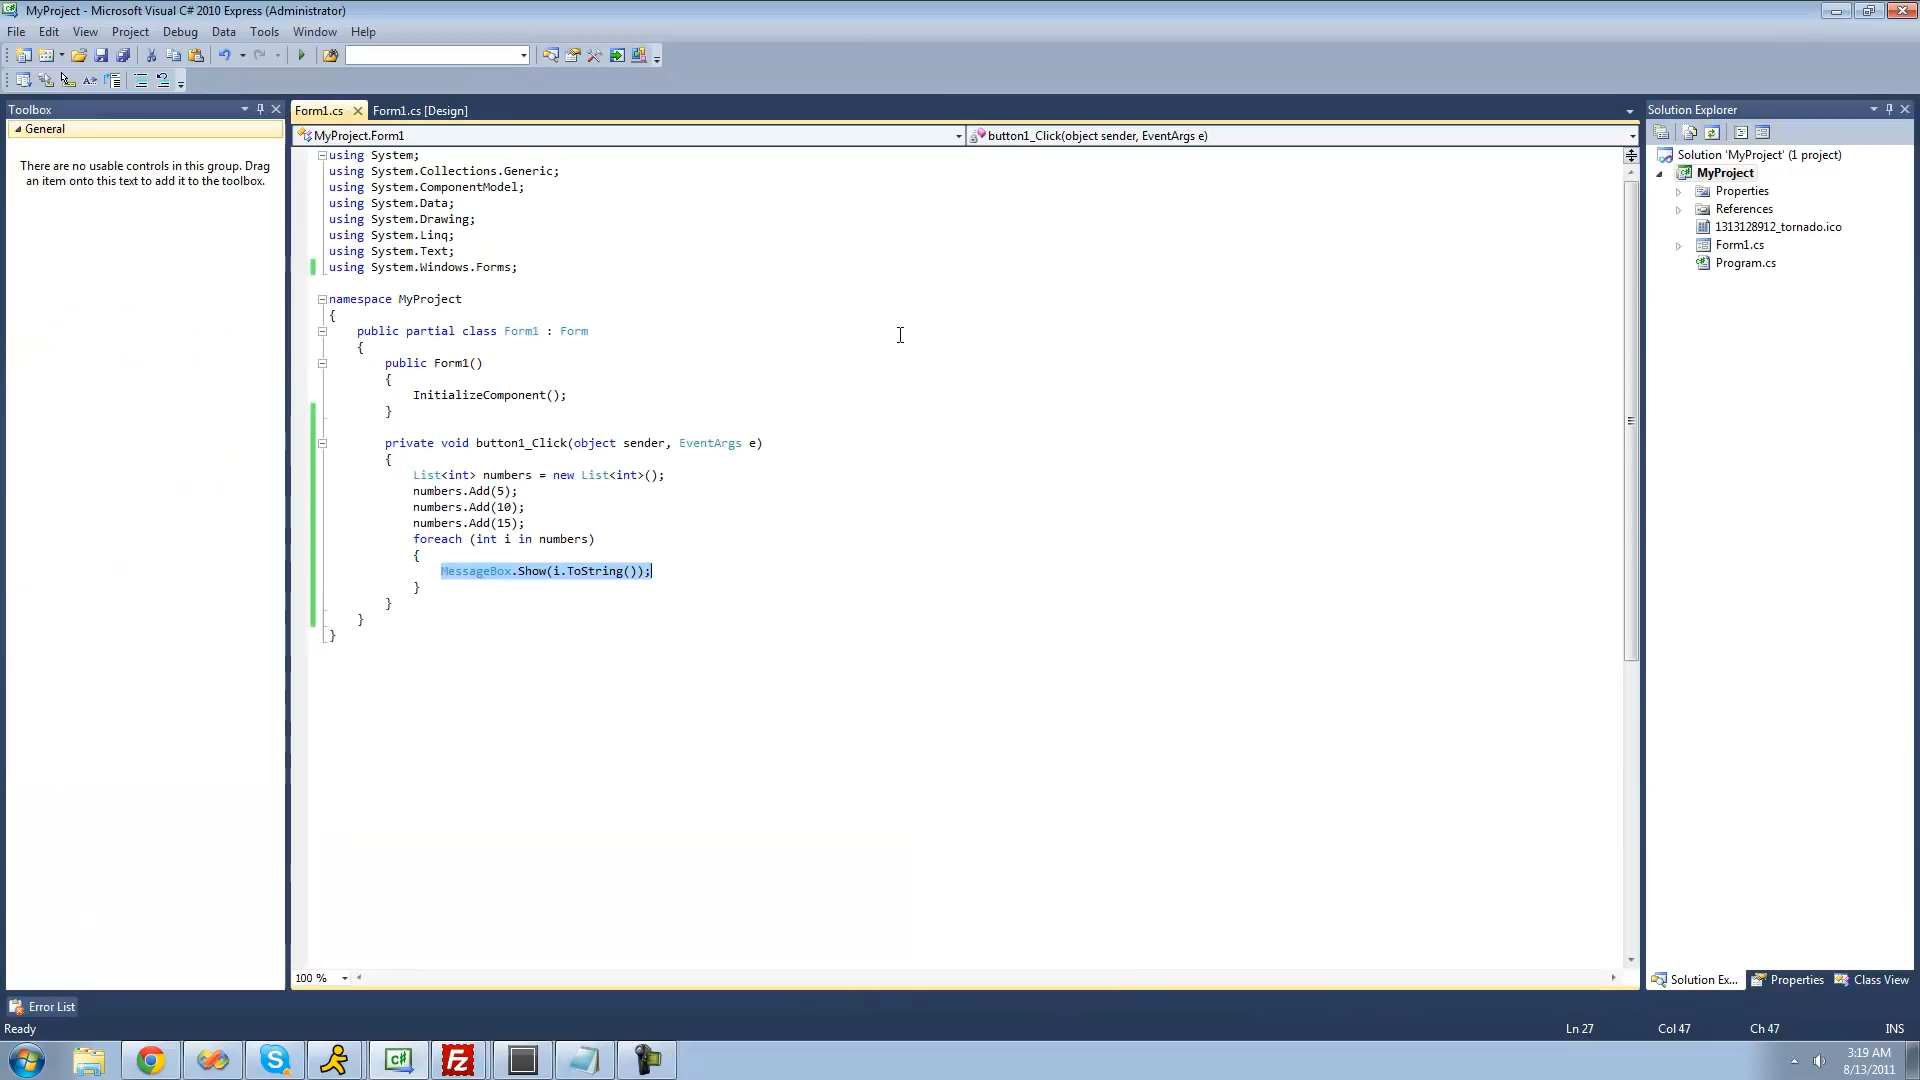 MyProject - Microsoft Visual C# 2010 Express (Administrator)
File Edit View Project Debug Data Tools Window Help
Toolbox
General
There are no usable controls in this group. Drag
an item onto this text to add it to the toolbox.
Form1.cs Form1.cs [Design]
MyProject.Form1 button1_Click(object sender, EventArgs e)
using System;
using System.Collections.Generic;
using System.ComponentModel;
using System.Data;
using System.Drawing;
using System.Linq;
using System.Text;
using System.Windows.Forms;
namespace MyProject
{
public partial class Form1 : Form
{
public Form1()
{
InitializeComponent();
}
private void button1_Click(object sender, EventArgs e)
{
List<int> numbers = new List<int>();
numbers.Add(5);
numbers.Add(10);
numbers.Add(15);
foreach (int i in numbers)
{
MessageBox.Show(i.ToString());
}
}
}
}
100 %
Solution Explorer
Solution 'MyProject' (1 project)
MyProject
Properties
References
1313128912_tornado.ico
Form1.cs
Program.cs
Solution Ex... Properties Class View
Error List
Ready Ln 27 Col 47 Ch 47 INS
3:19 AM
8/13/2011